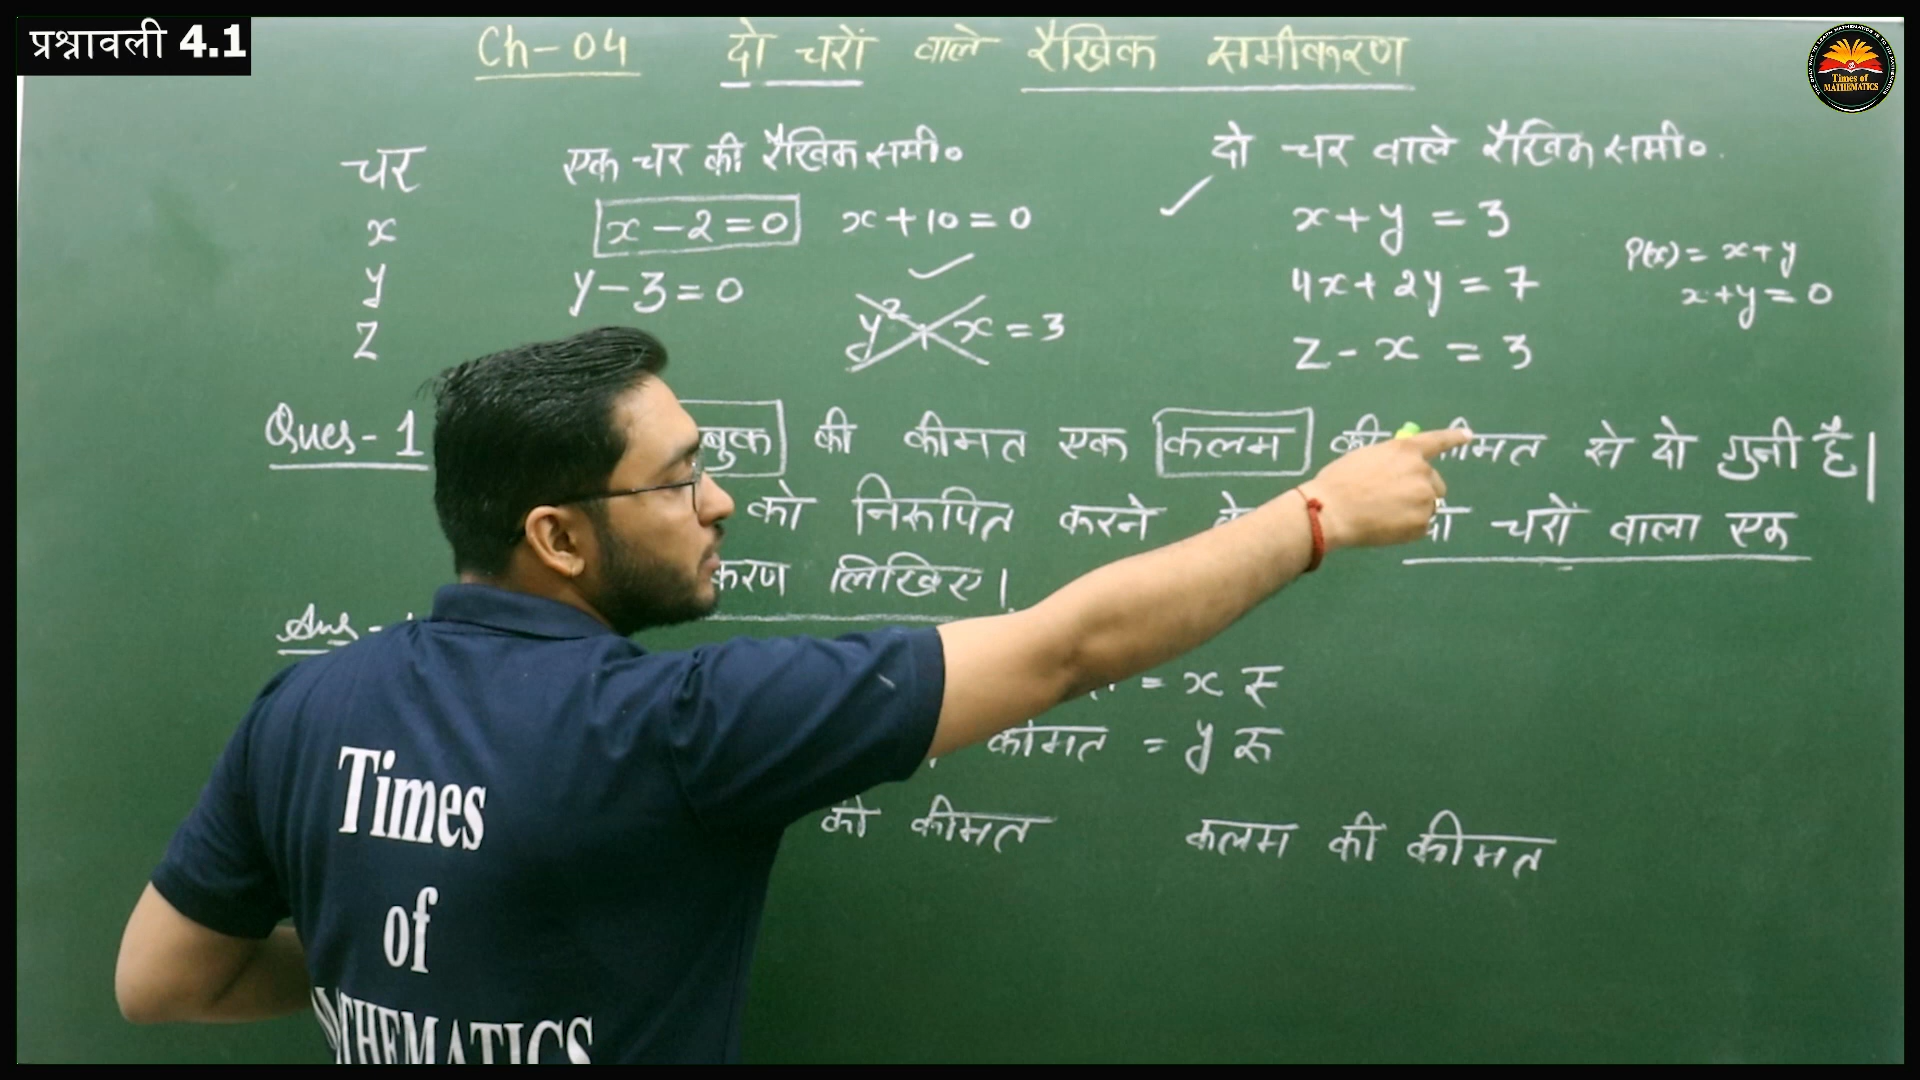 प्रश्नावली 4.1
Ch-04 दो चरों वाले रैखिक समीकरण
Times of
MATHEMATICS
चर एक चर की रैखिक समी० दो चर वाले रैखिक समी०
x x-2=0 x+10=0 x+y=3
P(x)=x+y
y y-3=0 4x+2y=7
x+y=0
z y²+x=3 z-x=3
Ques-1 बुक की कीमत एक कलम की कीमत से दो गुनी है|
को निरूपित करने दो चरों वाला एक
करण लिखिए।
Ans-
= x रु
कीमत = y रु
की कीमत कलम की कीमत
Times
of
MATHEMATICS